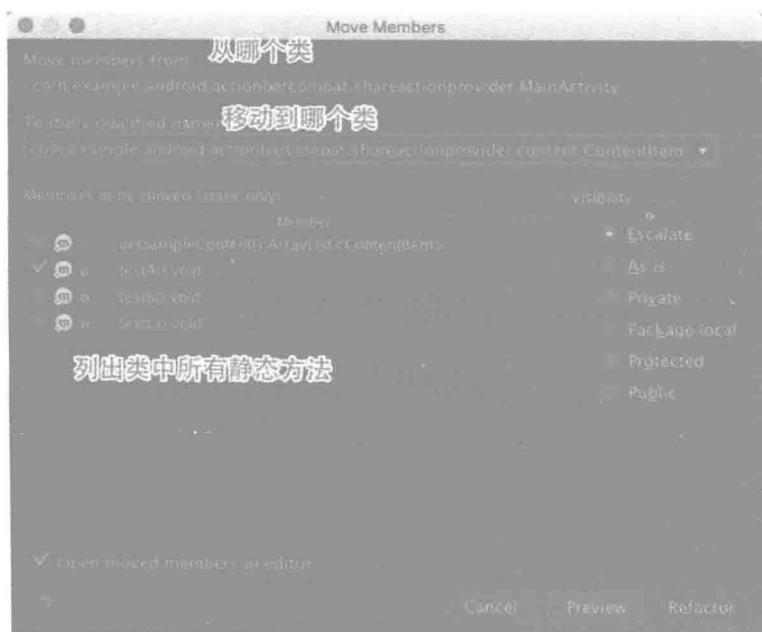 Move Members
从哪个类
Move members from:
com.example.android.actionbarcompat.shareactionprovider.MainActivity
移动到哪个类
To (fully qualified name):
com.example.android.actionbarcompat.shareactionprovider.content.ContentItem
Members to be moved (static only)
Visibility
Member
getSampleContent():ArrayList<ContentItem>
Escalate
testA():void
As is
testB():void
Private
testC():void
Package local
列出类中所有静态方法
Protected
Public
Open moved members in editor
?
Cancel
Preview
Refactor